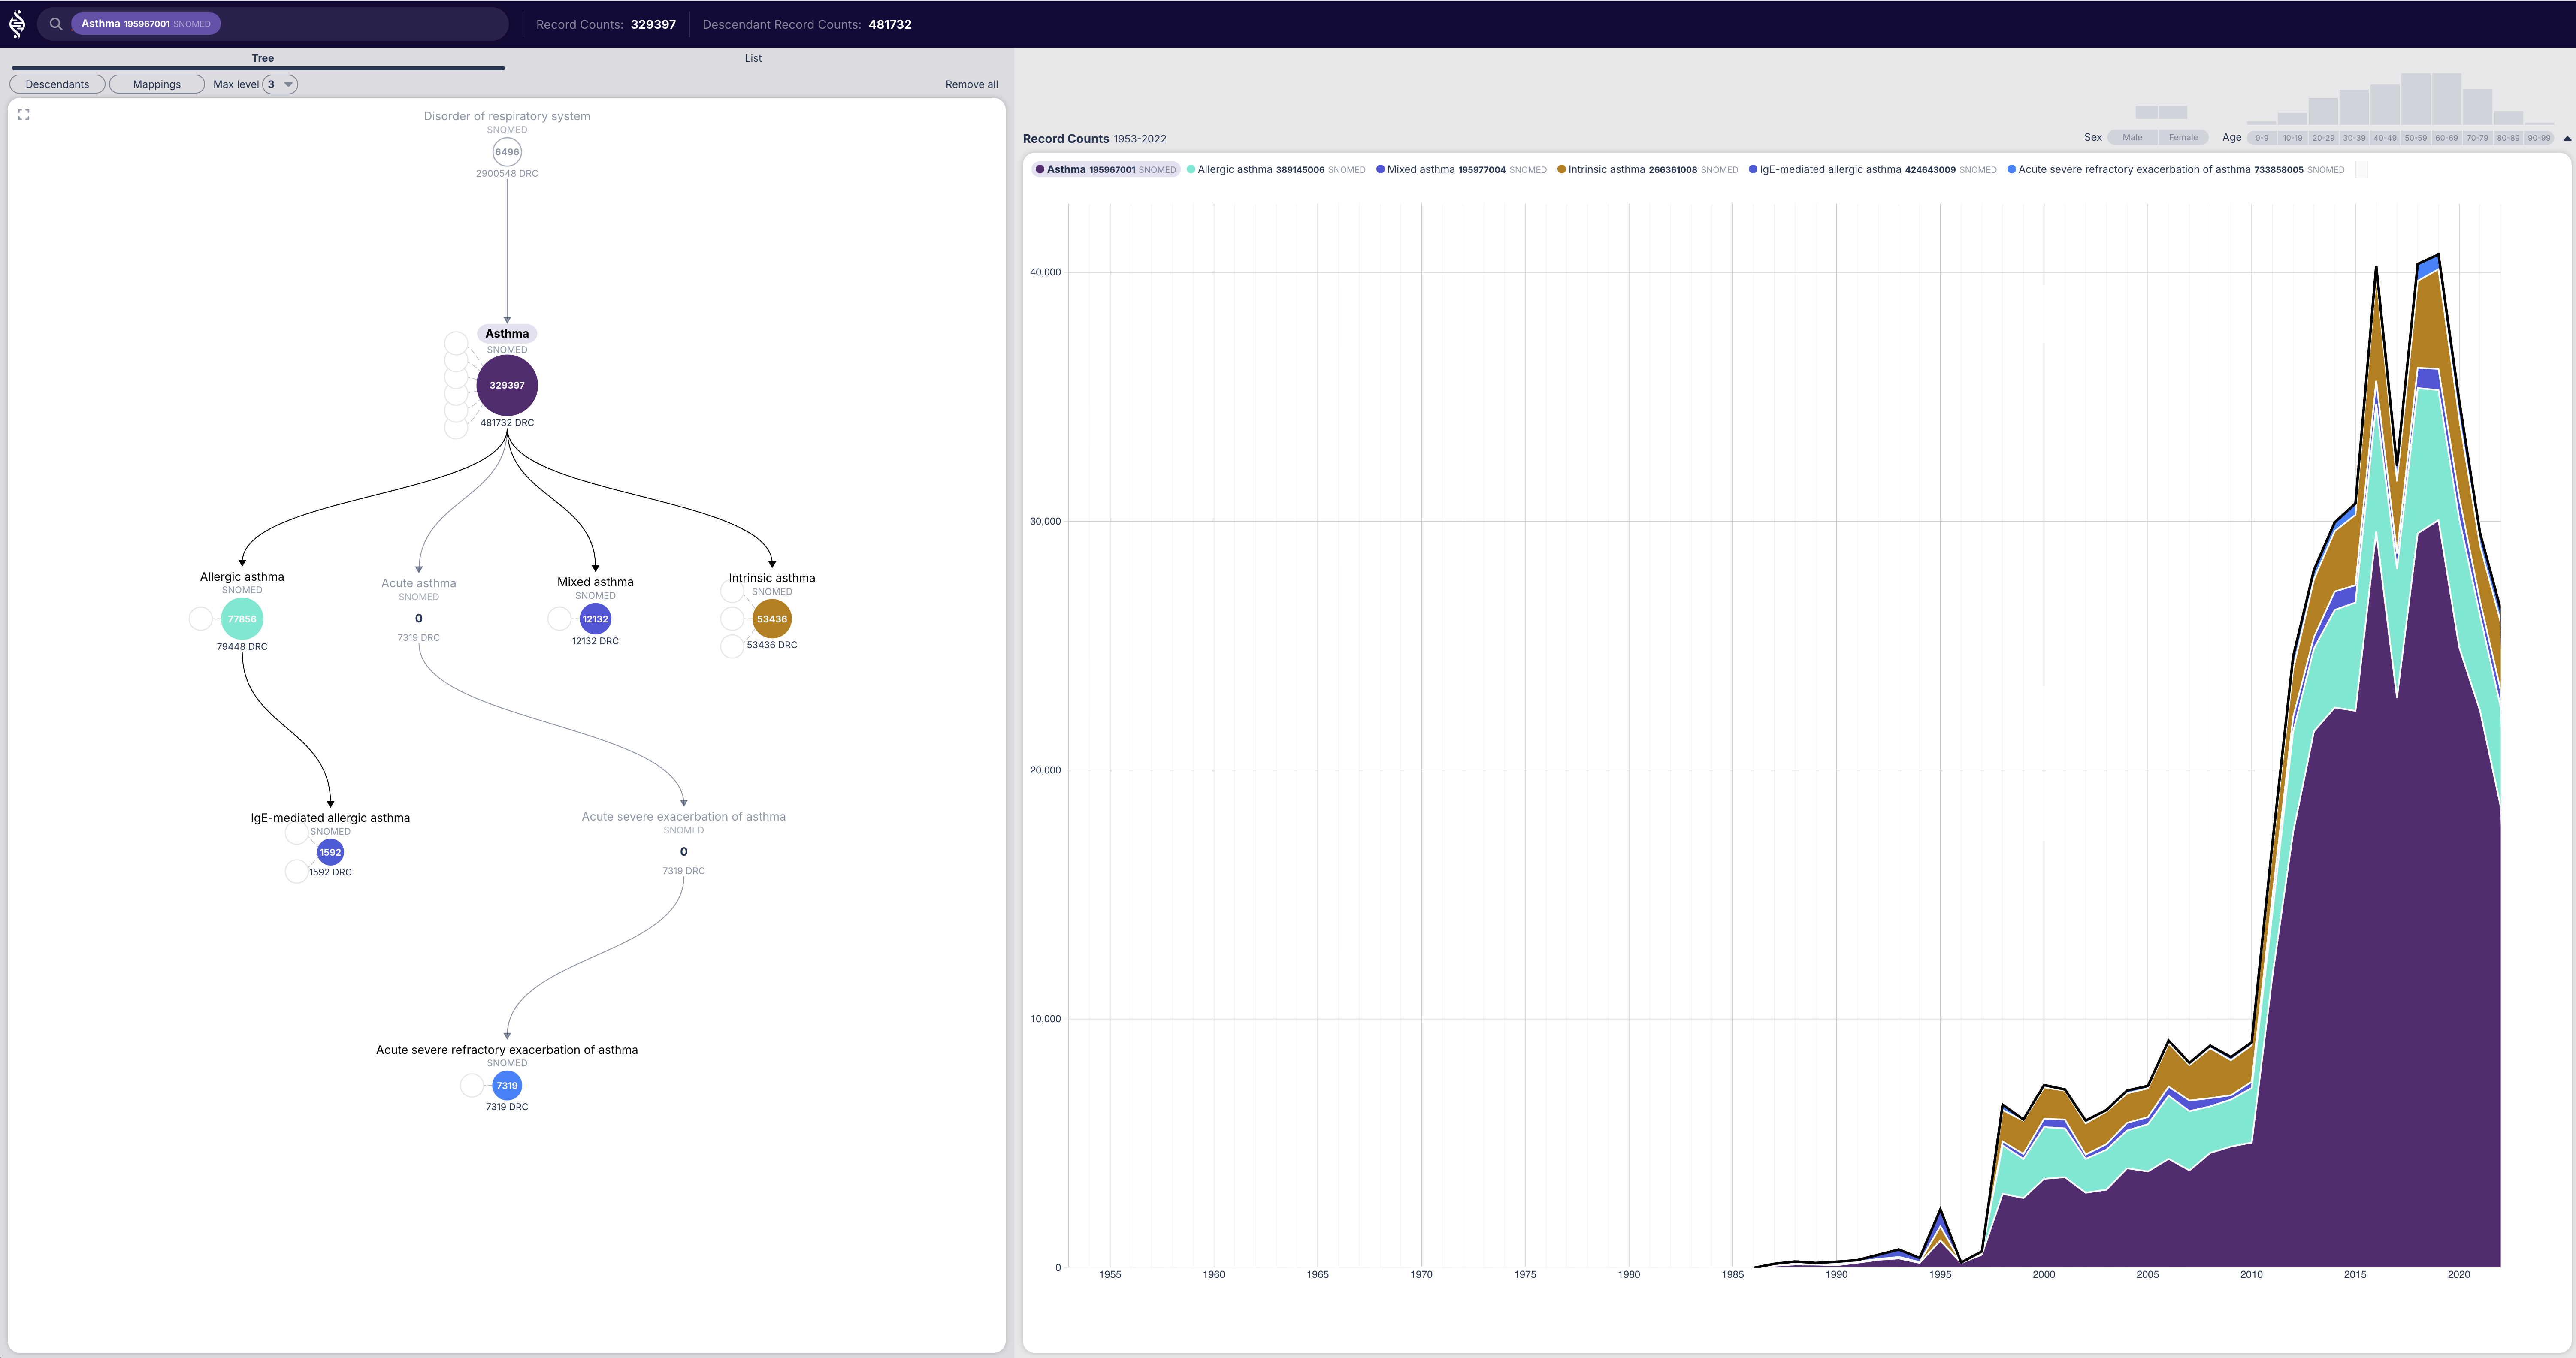 Asthma 195967001 SNOMED
Record Counts: 329397
Descendant Record Counts: 481732
Tree
List
Descendants
Mappings
Max level 3
Remove all
Disorder of respiratory system
SNOMED
6496
2900548 DRC
Asthma
SNOMED
329397
481732 DRC
Allergic asthma
SNOMED
77856
79448 DRC
Acute asthma
SNOMED
0
7319 DRC
Mixed asthma
SNOMED
12132
12132 DRC
Intrinsic asthma
SNOMED
53436
53436 DRC
IgE-mediated allergic asthma
SNOMED
1592
1592 DRC
Acute severe exacerbation of asthma
SNOMED
0
7319 DRC
Acute severe refractory exacerbation of asthma
SNOMED
7319
7319 DRC
Record Counts 1953-2022
Sex Male Female
Age 0-9 10-19 20-29 30-39 40-49 50-59 60-69 70-79 80-89 90-99
Asthma 195967001 SNOMED Allergic asthma 389145006 SNOMED Mixed asthma 195977004 SNOMED Intrinsic asthma 266361008 SNOMED IgE-mediated allergic asthma 424643009 SNOMED Acute severe refractory exacerbation of asthma 733858005 SNOMED
40,000
30,000
20,000
10,000
0
1955 1960 1965 1970 1975 1980 1985 1990 1995 2000 2005 2010 2015 2020